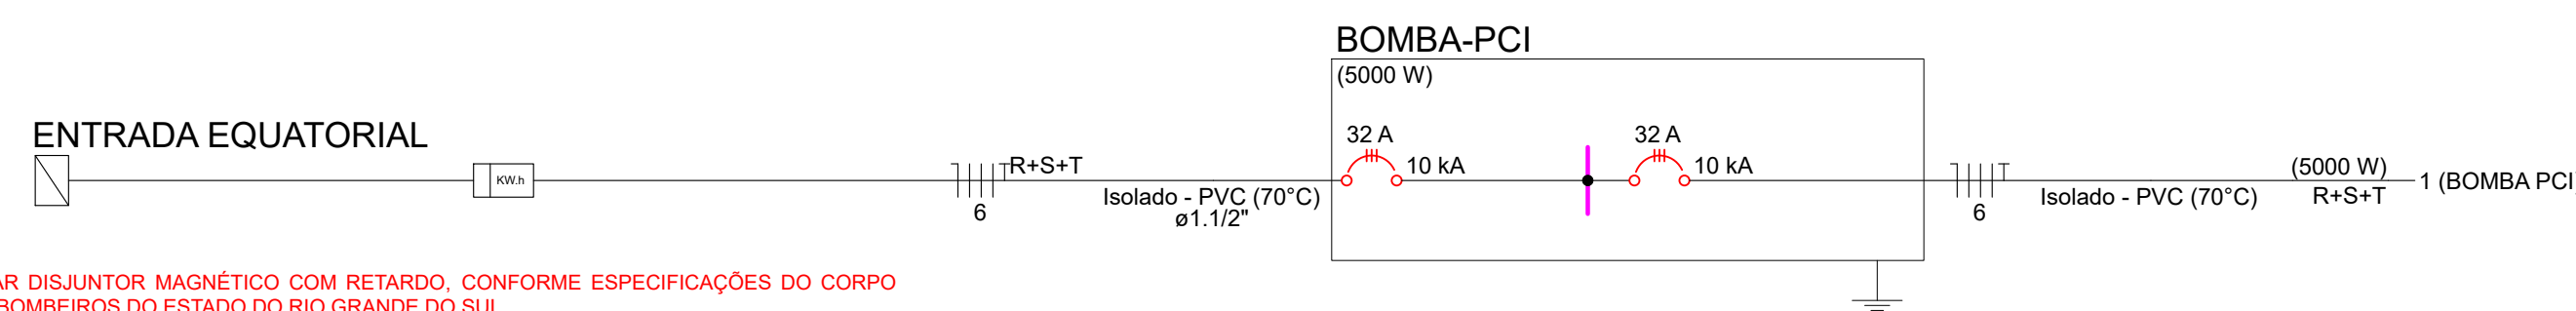 BOMBA-PCI
(5000 W)
ENTRADA EQUATORIAL
KW.h
R+S+T
6
Isolado - PVC (70°C)
ø1.1/2"
32 A
10 kA
32 A
10 kA
6
Isolado - PVC (70°C)
(5000 W)
R+S+T
1 (BOMBA PCI
DISJUNTOR MAGNÉTICO COM RETARDO, CONFORME ESPECIFICAÇÕES DO CORPO
BOMBEIROS DO ESTADO DO RIO GRANDE DO SUL